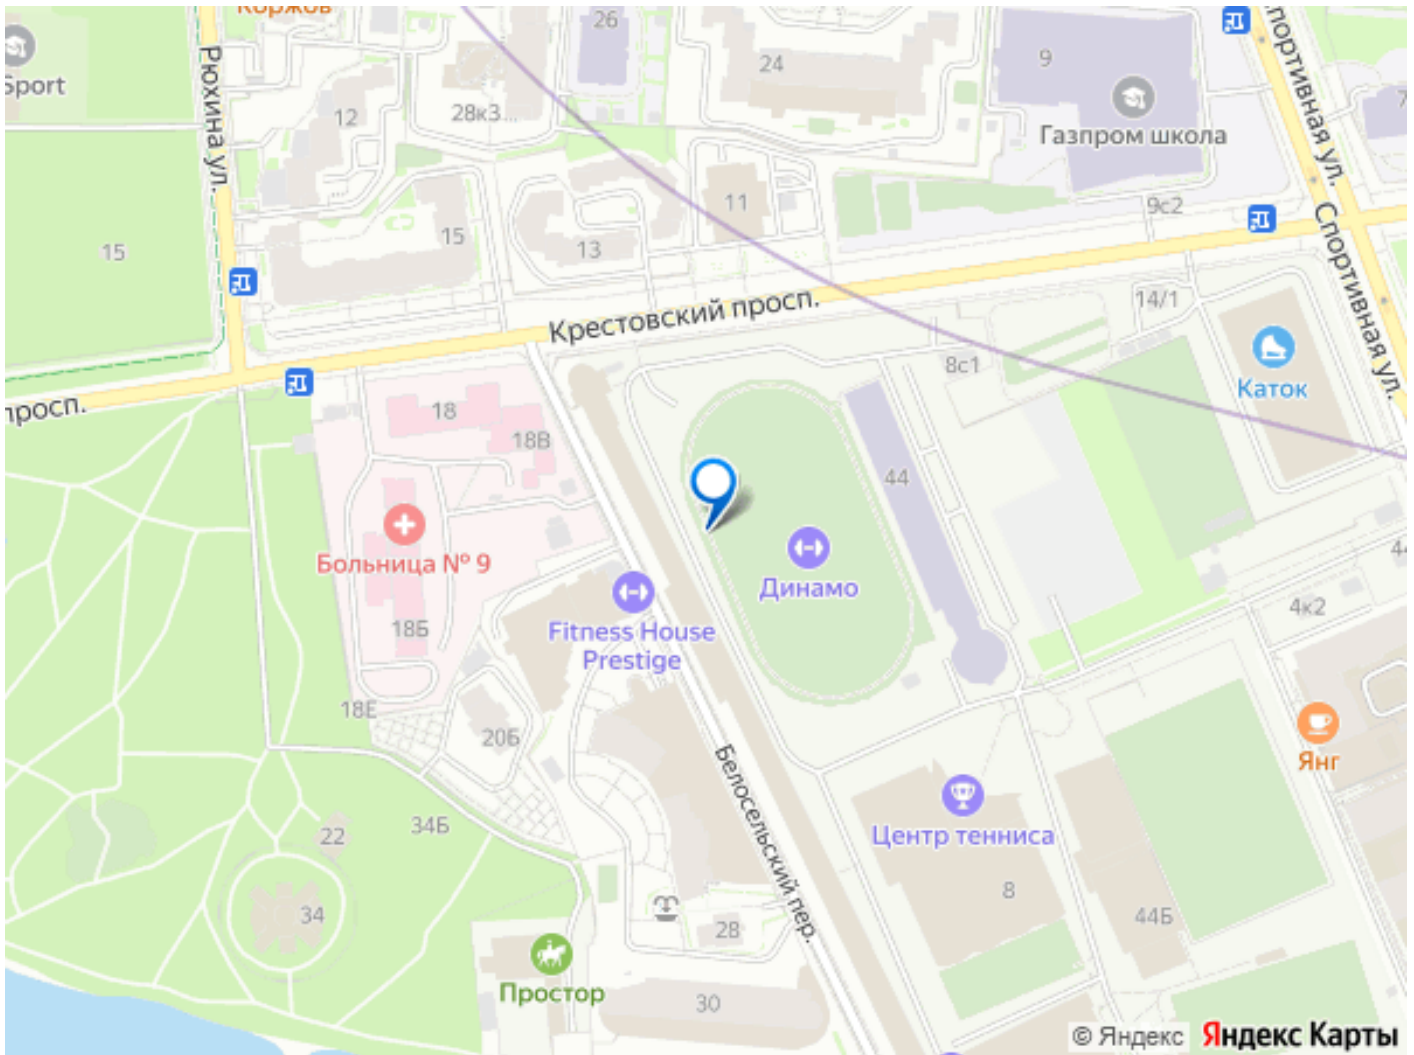 Коржов
26
Sport
Рюхина ул.
12
28к3...
24
9
Газпром школа
Спортивная ул.
7
15
15
13
11
9с2
Спортивная ул.
Крестовский просп.
14/1
8с1
Каток
просп.
18
18В
44
Больница № 9
Динамо
18Б
Fitness House
Prestige
4к2
44
18Е
20Б
Янг
Белосельский пер.
Центр тенниса
34Б
22
34
8
44Б
28
Простор
30
© Яндекс
Яндекс Карты